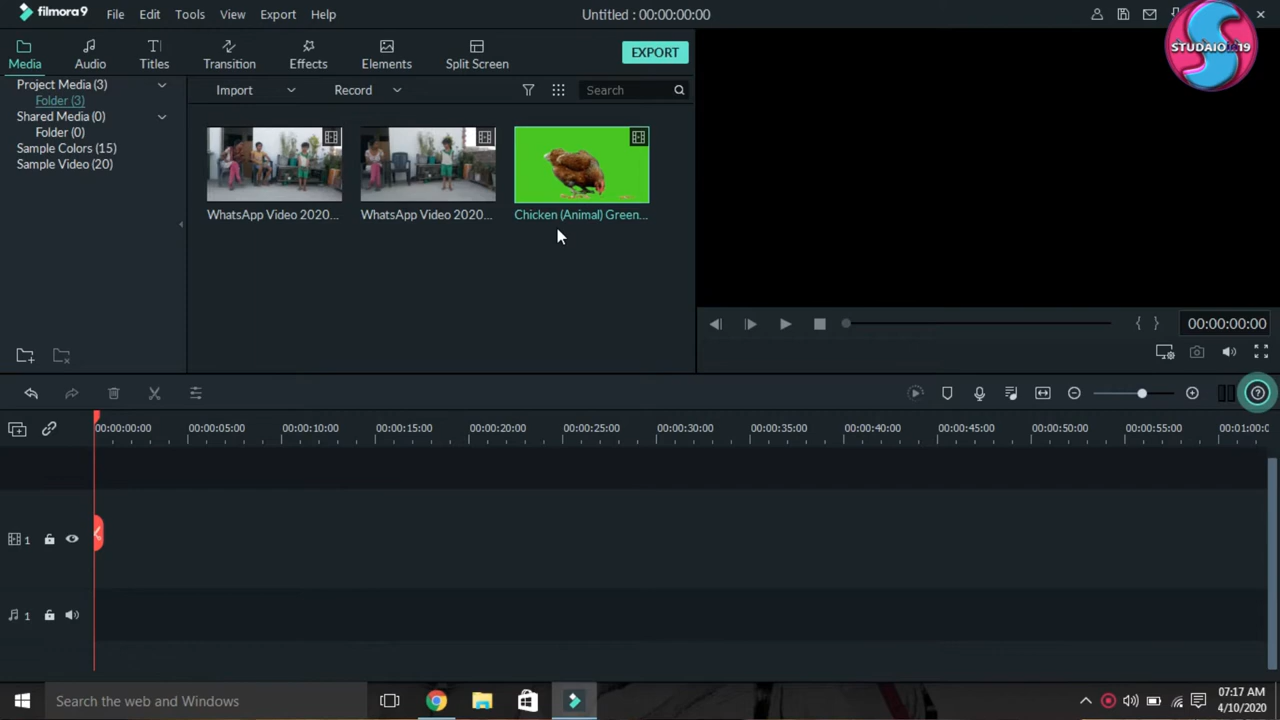 filmora9
File
Edit
Tools
View
Export
Help
Untitled : 00:00:00:00
STUDAIO 19
Media
Audio
Titles
Transition
Effects
Elements
Split Screen
EXPORT
Project Media (3)
Folder (3)
Shared Media (0)
Folder (0)
Sample Colors (15)
Sample Video (20)
Import
Record
Search
WhatsApp Video 2020...
WhatsApp Video 2020...
Chicken (Animal) Green...
00:00:00:00
00:00:00:00
00:00:05:00
00:00:10:00
00:00:15:00
00:00:20:00
00:00:25:00
00:00:30:00
00:00:35:00
00:00:40:00
00:00:45:00
00:00:50:00
00:00:55:00
00:01:00:0
1
1
Search the web and Windows
07:17 AM
4/10/2020